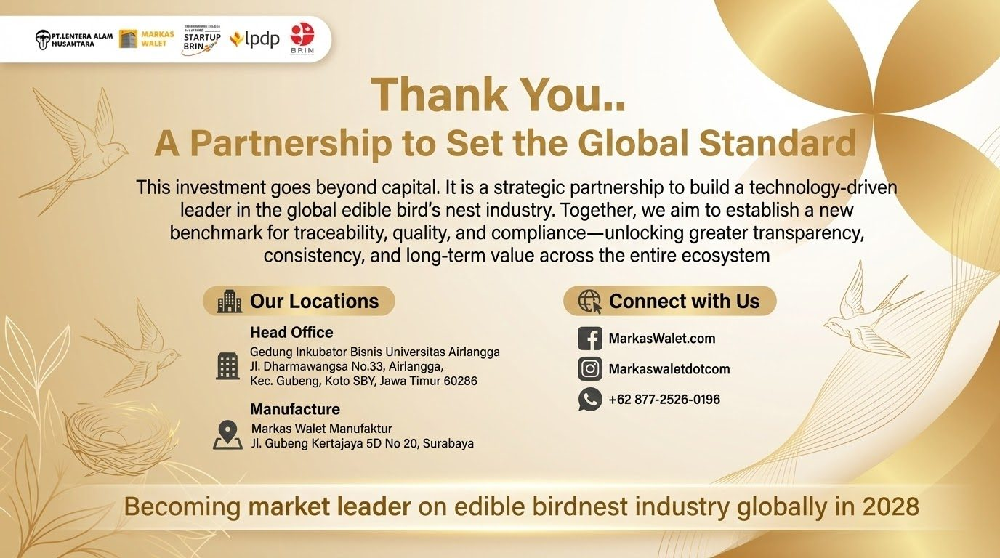 PT.LENTERA ALAM
NUSANTARA
MARKAS
WALET
STARTUP
BRIN
lpdp
BRIN
Thank You..
A Partnership to Set the Global Standard
This investment goes beyond capital. It is a strategic partnership to build a technology-driven
leader in the global edible bird's nest industry. Together, we aim to establish a new
benchmark for traceability, quality, and compliance—unlocking greater transparency,
consistency, and long-term value across the entire ecosystem
Our Locations
Head Office
Gedung Inkubator Bisnis Universitas Airlangga
Jl. Dharmawangsa No.33, Airlangga,
Kec. Gubeng, Koto SBY, Jawa Timur 60286
Manufacture
Markas Walet Manufaktur
Jl. Gubeng Kertajaya 5D No 20, Surabaya
Connect with Us
MarkasWalet.com
Markaswaletdotcom
+62 877-2526-0196
Becoming market leader on edible birdnest industry globally in 2028